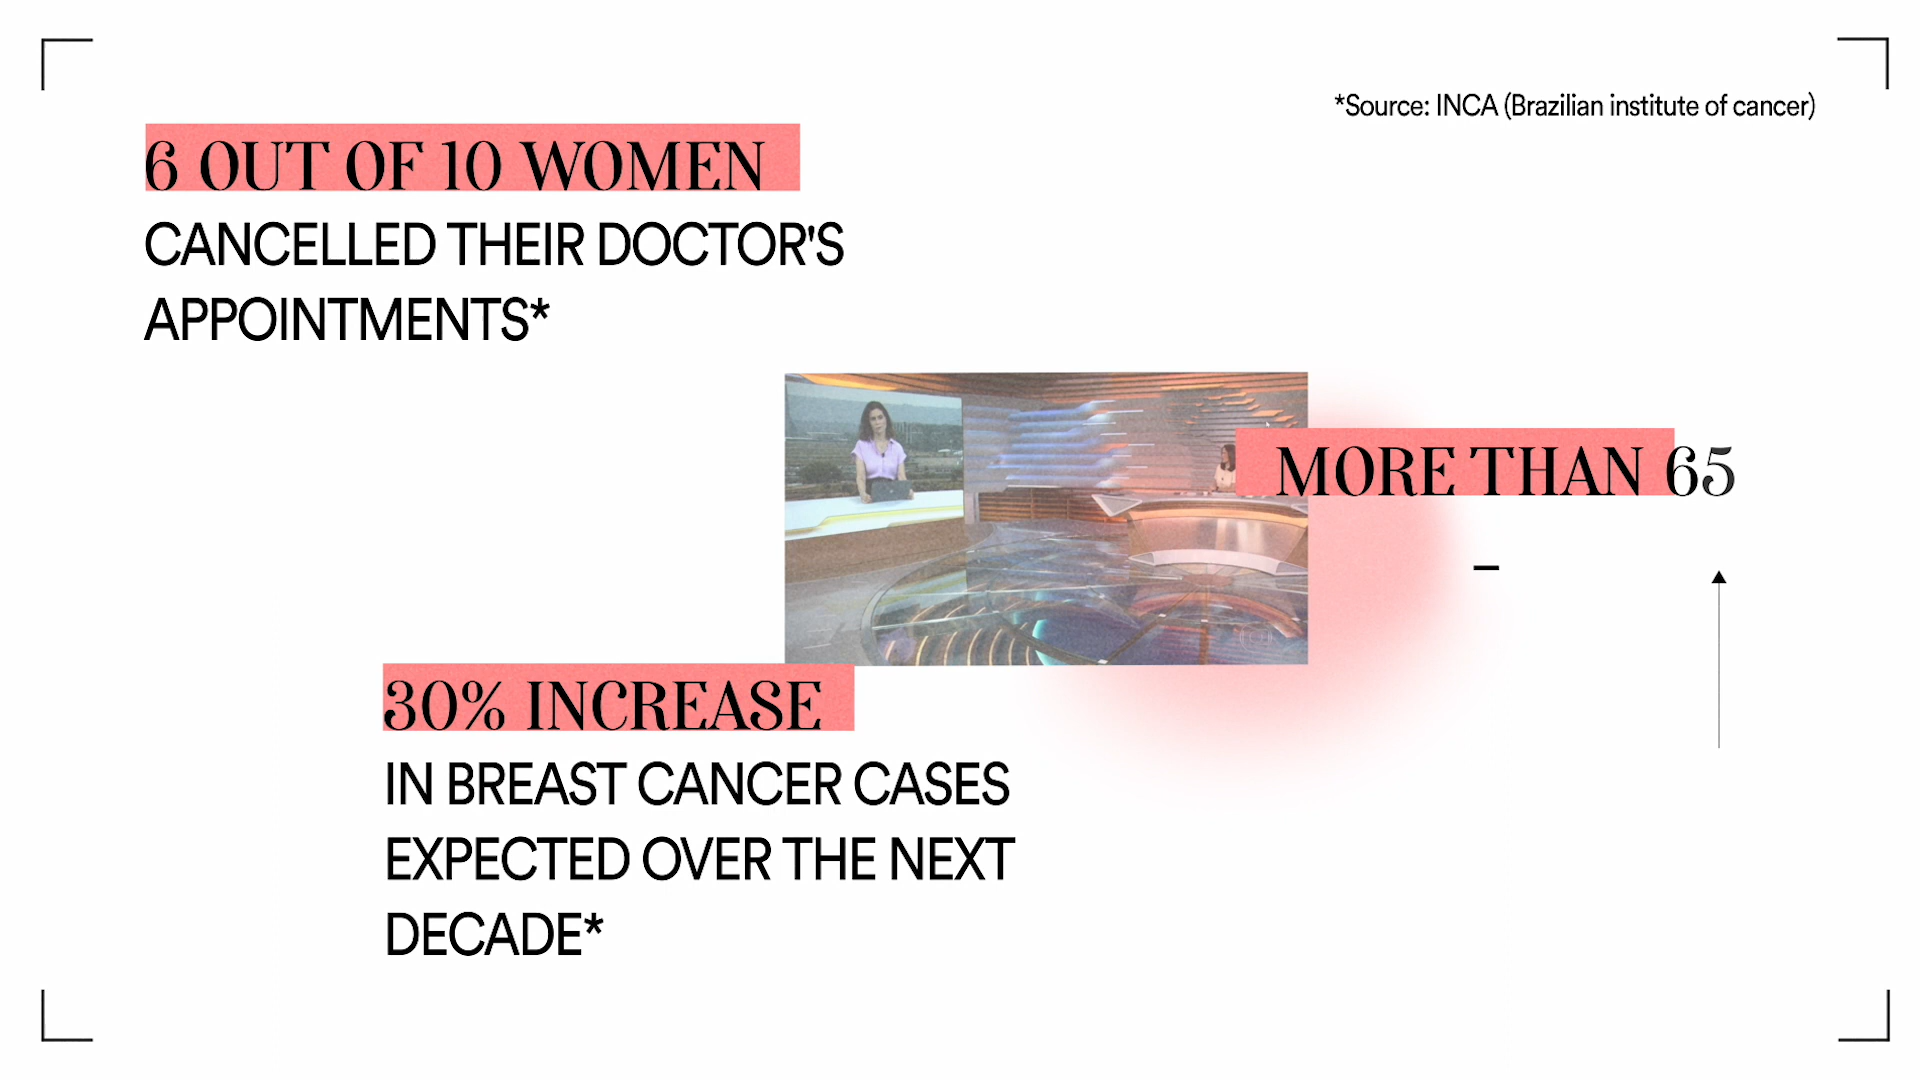 *Source: INCA (Brazilian institute of cancer)
6 OUT OF 10 WOMEN
CANCELLED THEIR DOCTOR'S
APPOINTMENTS*
MORE THAN 65
30% INCREASE
IN BREAST CANCER CASES
EXPECTED OVER THE NEXT
DECADE*